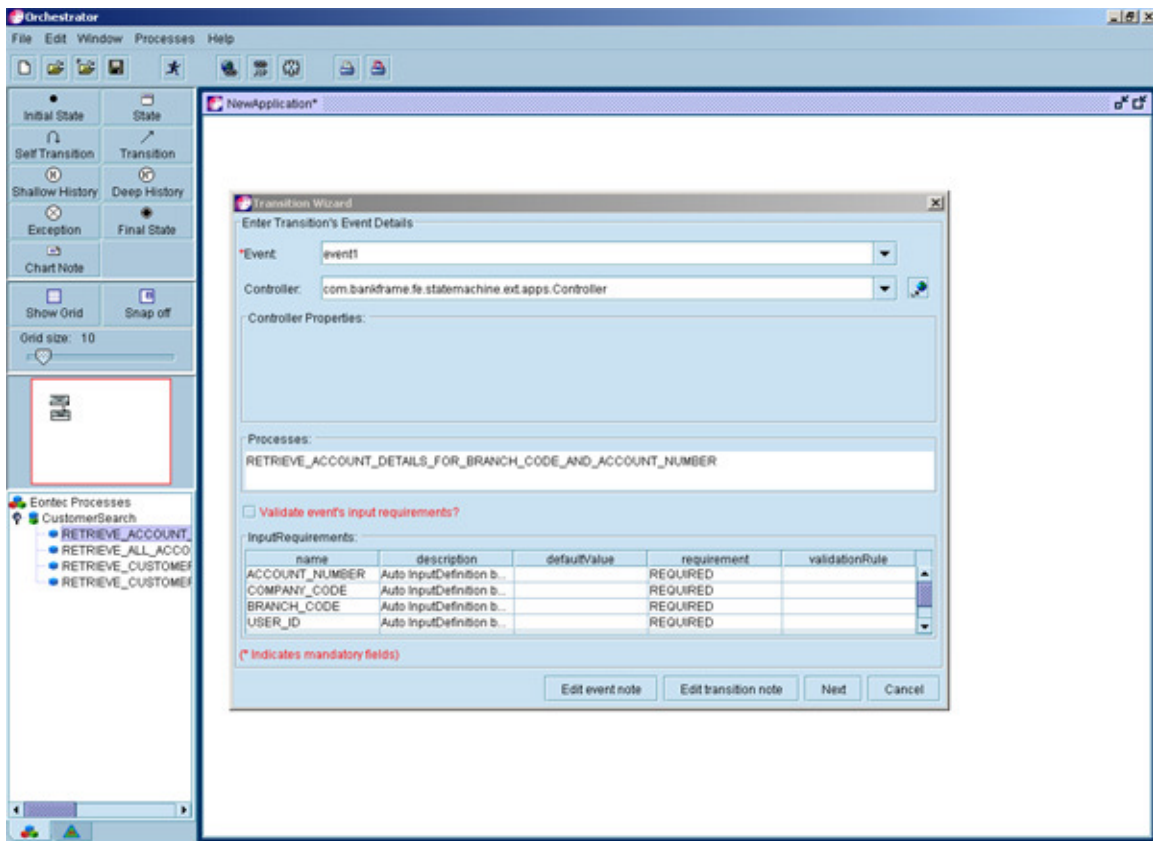 Orchestrator
File Edit Window Processes Help
Initial State State
Self Transition Transition
Shallow History Deep History
Exception Final State
Chart Note
Show Grid Snap off
Grid size: 10
Eontec Processes
CustomerSearch
RETRIEVE_ACCOUNT_
RETRIEVE_ALL_ACCO
RETRIEVE_CUSTOMER
RETRIEVE_CUSTOMER
NewApplication*
Transition Wizard
Enter Transition's Event Details
*Event: event1
Controller: com.bankframe.fe.statemachine.ext.apps.Controller
Controller Properties:
Processes:
RETRIEVE_ACCOUNT_DETAILS_FOR_BRANCH_CODE_AND_ACCOUNT_NUMBER
Validate event's input requirements?
InputRequirements:
name description defaultValue requirement validationRule
ACCOUNT_NUMBER Auto InputDefinition b... REQUIRED
COMPANY_CODE Auto InputDefinition b... REQUIRED
BRANCH_CODE Auto InputDefinition b... REQUIRED
USER_ID Auto InputDefinition b... REQUIRED
(* Indicates mandatory fields)
Edit event note Edit transition note Next Cancel